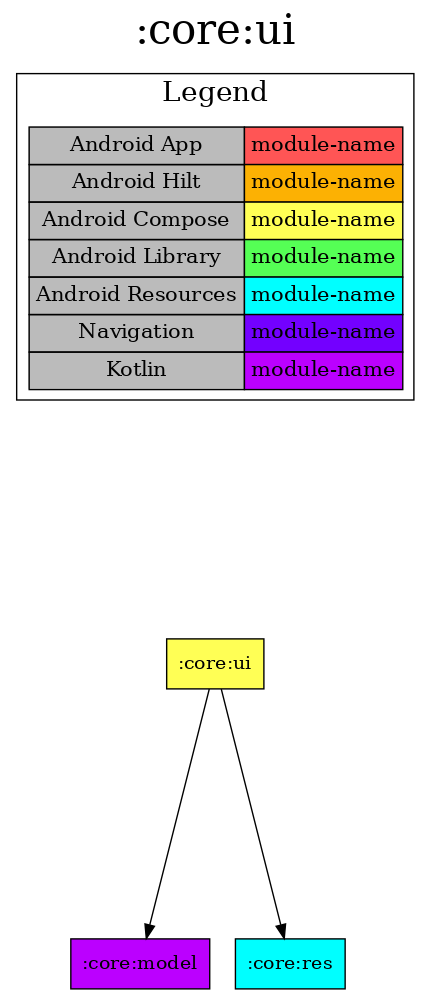 :core:ui
Legend
Android App module-name
Android Hilt module-name
Android Compose module-name
Android Library module-name
Android Resources module-name
Navigation module-name
Kotlin module-name
:core:ui
:core:model :core:res